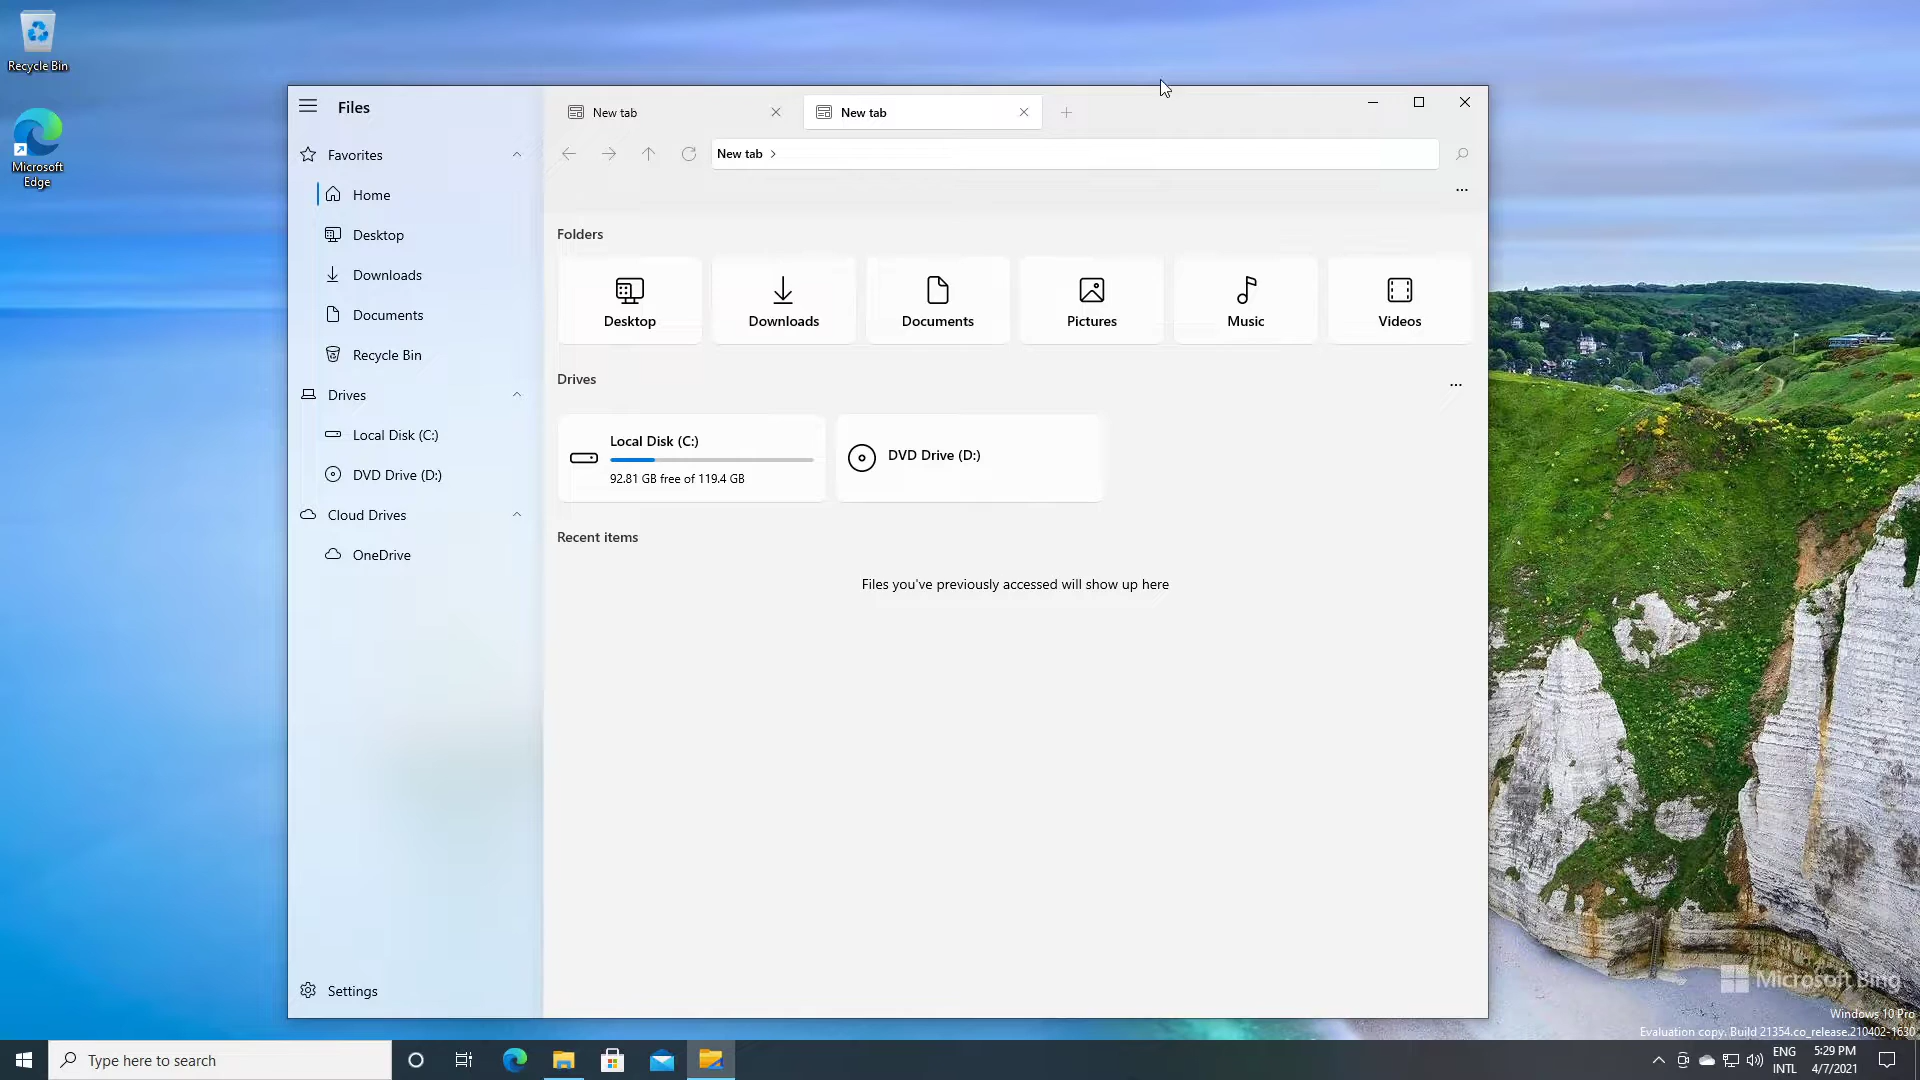 Recycle Bin
Microsoft
Edge
Files
Favorites
Home
Desktop
Downloads
Documents
Recycle Bin
Drives
Local Disk (C:)
DVD Drive (D:)
Cloud Drives
OneDrive
Settings
New tab
New tab
New tab
Folders
Desktop
Downloads
Documents
Pictures
Music
Videos
Drives
Local Disk (C:)
92.81 GB free of 119.4 GB
DVD Drive (D:)
Recent items
Files you've previously accessed will show up here
Microsoft Bing
Windows 10 Pro
Evaluation copy. Build 21354.co_release.210402-1630
Type here to search
ENG
INTL
5:29 PM
4/7/2021